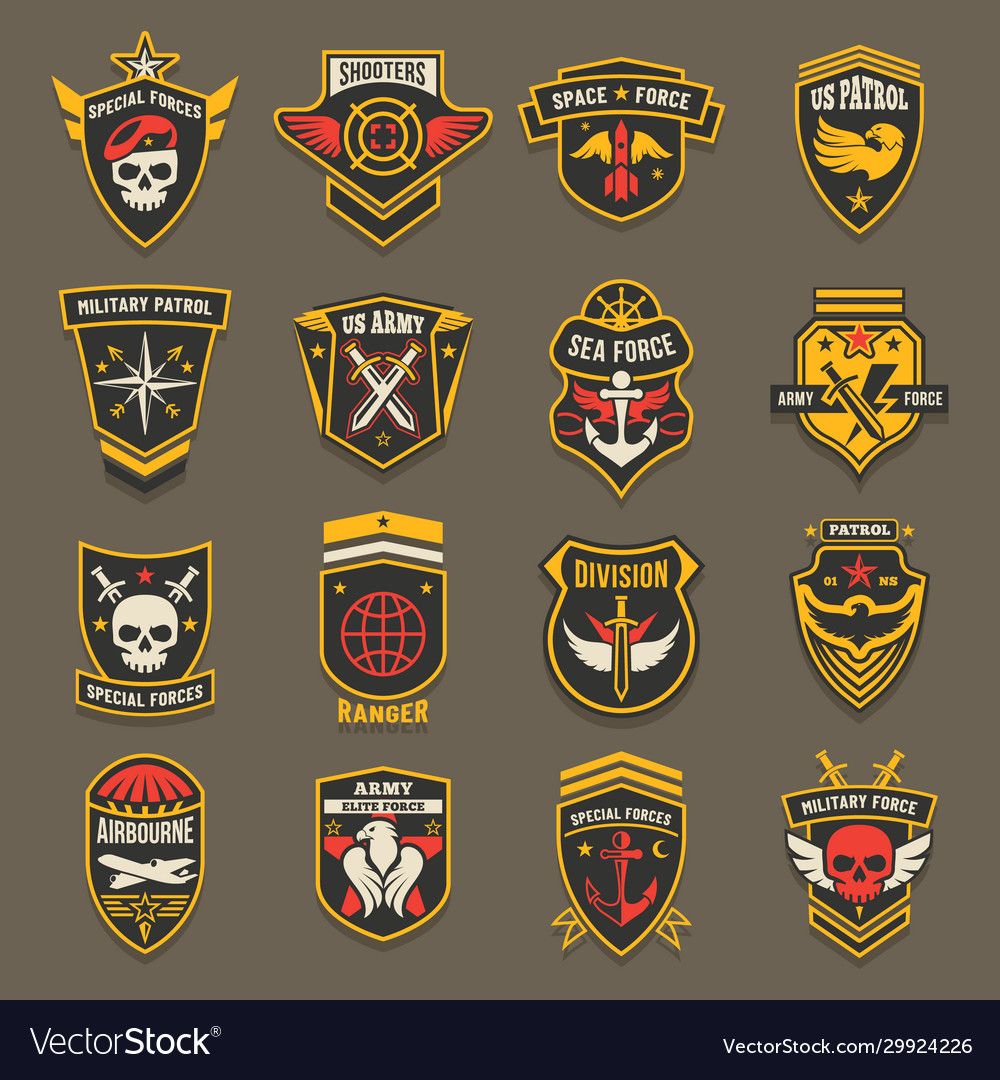 SPECIAL FORCES
SHOOTERS
SPACE ★ FORCE
US PATROL
MILITARY PATROL
US ARMY
SEA FORCE
ARMY FORCE
SPECIAL FORCES
RANGER
DIVISION
PATROL
01 NS
AIRBOURNE
ARMY
ELITE FORCE
SPECIAL FORCES
MILITARY FORCE
VectorStock®
VectorStock.com/29924226